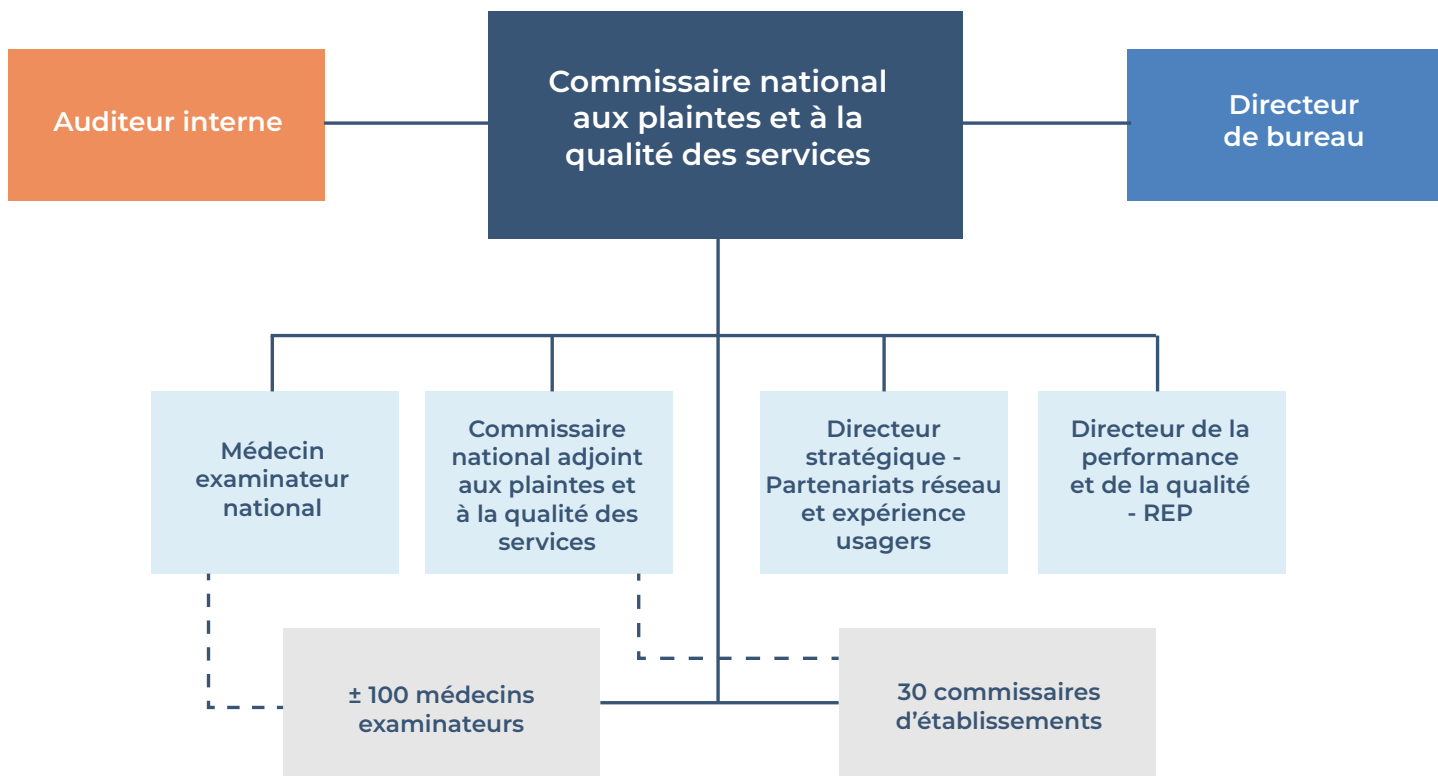 Auditeur interne
Commissaire national
aux plaintes et à la
qualité des services
Directeur
de bureau
Médecin
examinateur
national
Commissaire
national adjoint
aux plaintes et
à la qualité des
services
Directeur
stratégique -
Partenariats réseau
et expérience
usagers
Directeur de la
performance
et de la qualité
- REP
± 100 médecins
examinateurs
30 commissaires
d’établissements